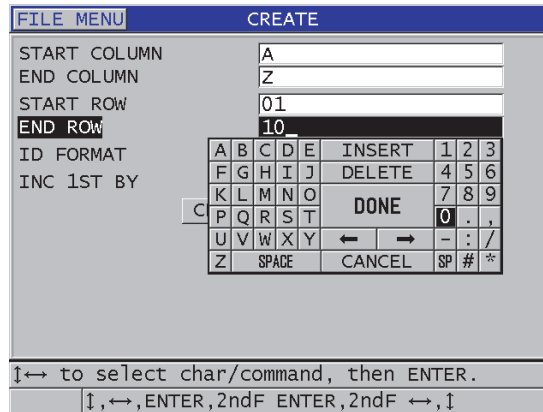 FILE MENU CREATE
START COLUMN A
END COLUMN Z
START ROW 01
END ROW 10_
ID FORMAT
INC 1ST BY
A B C D E INSERT 1 2 3
F G H I J DELETE 4 5 6
K L M N O DONE 7 8 9
P Q R S T 0 . ,
U V W X Y ← → - : /
Z SPACE CANCEL SP # *
↕↔ to select char/command, then ENTER.
↕,↔,ENTER,2ndF ENTER,2ndF ↔,↕